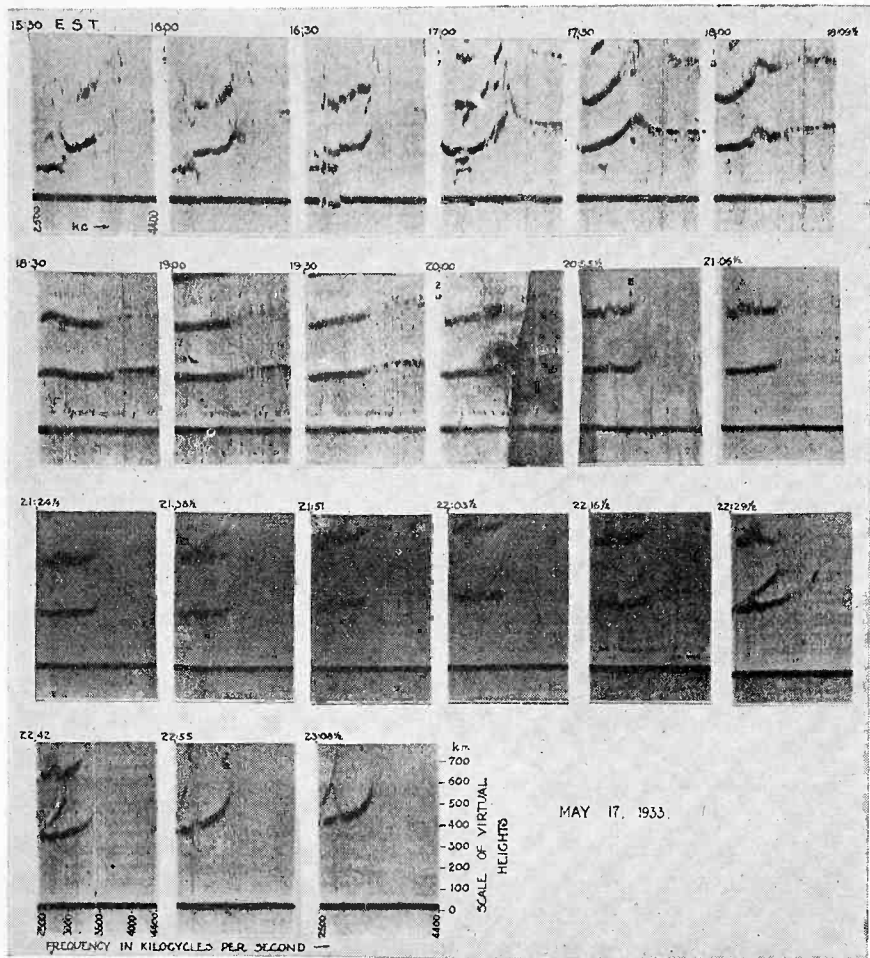 15:30 EST. 16:00 16:30 17:00 17:30 18:00 18:09½
2500 kc → 4400
18:30 19:00 19:30 20:00 20:55½ 21:06½
21:24½ 21:38½ 21:51 22:03½ 22:16½ 22:29½
22:42 22:55 23:08½
km.
700
600
500
400
300
200
100
0
SCALE OF VIRTUAL
HEIGHTS
MAY 17, 1933.
2500 3000 3500 4000 4400 2500 4400
FREQUENCY IN KILOCYCLES PER SECOND →